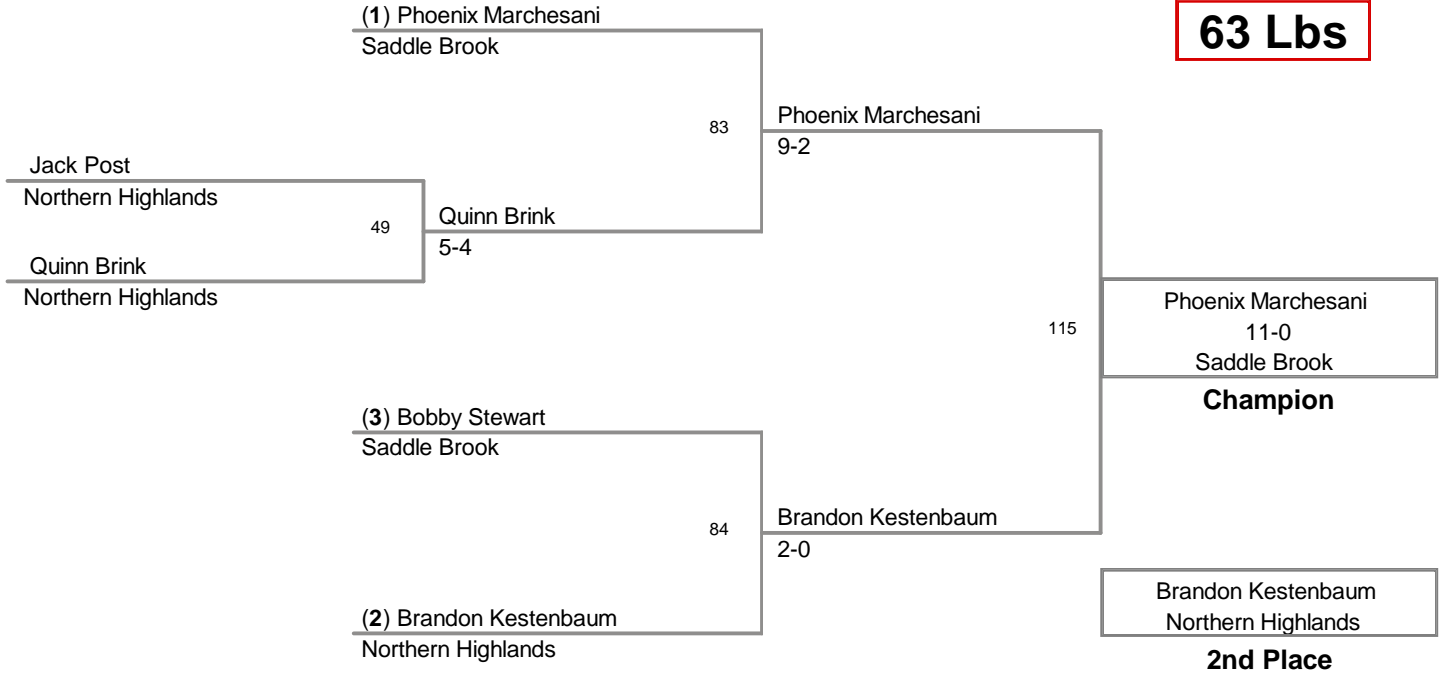 (1) Phoenix Marchesani
Saddle Brook
63 Lbs
83
Phoenix Marchesani
9-2
Jack Post
Northern Highlands
49
Quinn Brink
5-4
Quinn Brink
Northern Highlands
115
Phoenix Marchesani
11-0
Saddle Brook
Champion
(3) Bobby Stewart
Saddle Brook
84
Brandon Kestenbaum
2-0
(2) Brandon Kestenbaum
Northern Highlands
Brandon Kestenbaum
Northern Highlands
2nd Place